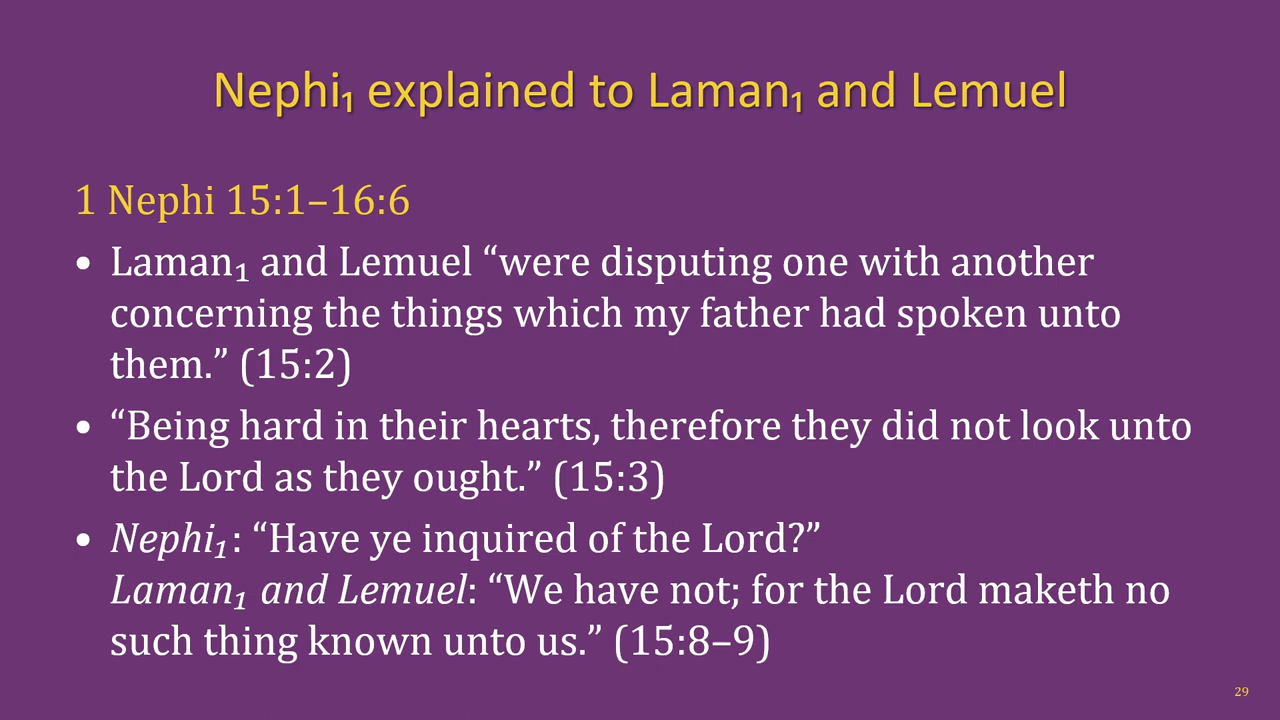 Nephi₁ explained to Laman₁ and Lemuel
1 Nephi 15:1–16:6
• Laman₁ and Lemuel “were disputing one with another
concerning the things which my father had spoken unto
them.” (15:2)
• “Being hard in their hearts, therefore they did not look unto
the Lord as they ought.” (15:3)
• Nephi₁: “Have ye inquired of the Lord?”
Laman₁ and Lemuel: “We have not; for the Lord maketh no
such thing known unto us.” (15:8–9)
29